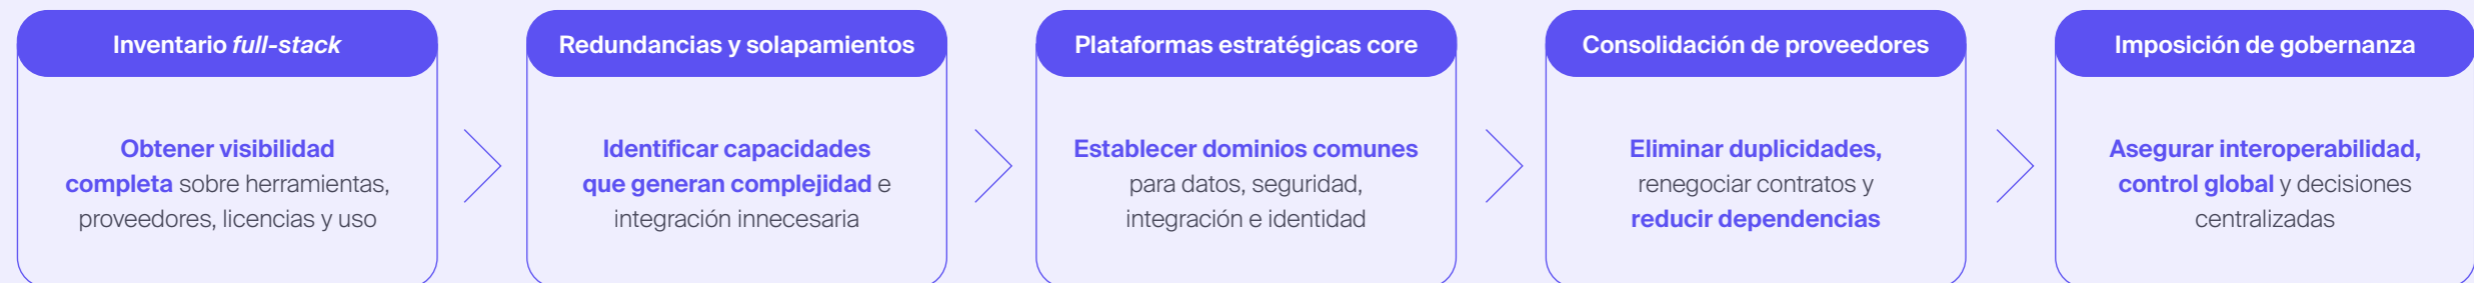 Inventario full-stack
Obtener visibilidad
completa sobre herramientas,
proveedores, licencias y uso
Redundancias y solapamientos
Identificar capacidades
que generan complejidad e
integración innecesaria
Plataformas estratégicas core
Establecer dominios comunes
para datos, seguridad,
integración e identidad
Consolidación de proveedores
Eliminar duplicidades,
renegociar contratos y
reducir dependencias
Imposición de gobernanza
Asegurar interoperabilidad,
control global y decisiones
centralizadas